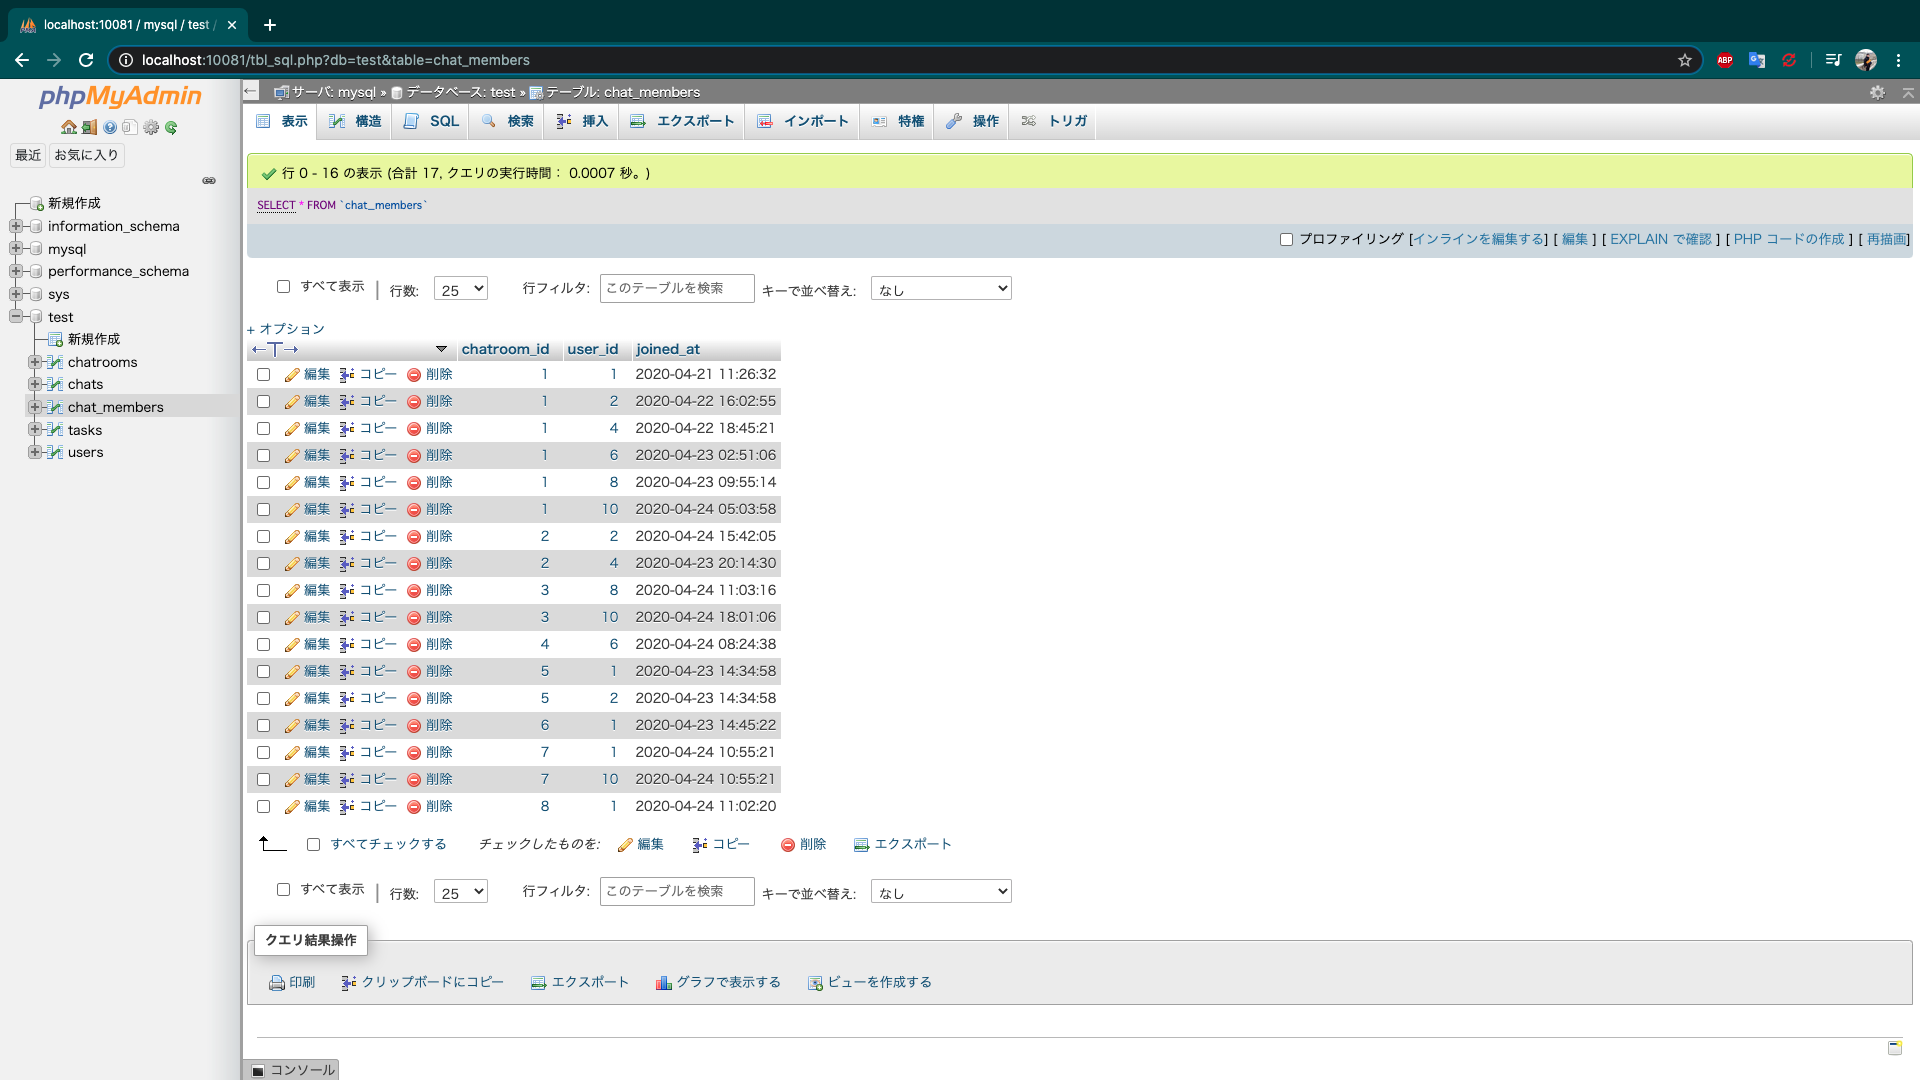 localhost:10081 / mysql / test /
localhost:10081/tbl_sql.php?db=test&table=chat_members
ABP
phpMyAdmin
最近 お気に入り
新規作成
information_schema
mysql
performance_schema
sys
test
新規作成
chatrooms
chats
chat_members
tasks
users
サーバ: mysql » データベース: test » テーブル: chat_members
表示 構造 SQL 検索 挿入 エクスポート インポート 特権 操作 トリガ
行 0 - 16 の表示 (合計 17, クエリの実行時間： 0.0007 秒。)
SELECT * FROM `chat_members`
プロファイリング [インラインを編集する] [ 編集 ] [ EXPLAIN で確認 ] [ PHP コードの作成 ] [ 再描画]
すべて表示 | 行数: 25 行フィルタ: このテーブルを検索 キーで並べ替え: なし
+ オプション
←T→ chatroom_id user_id joined_at
編集 コピー 削除 1 1 2020-04-21 11:26:32
編集 コピー 削除 1 2 2020-04-22 16:02:55
編集 コピー 削除 1 4 2020-04-22 18:45:21
編集 コピー 削除 1 6 2020-04-23 02:51:06
編集 コピー 削除 1 8 2020-04-23 09:55:14
編集 コピー 削除 1 10 2020-04-24 05:03:58
編集 コピー 削除 2 2 2020-04-24 15:42:05
編集 コピー 削除 2 4 2020-04-23 20:14:30
編集 コピー 削除 3 8 2020-04-24 11:03:16
編集 コピー 削除 3 10 2020-04-24 18:01:06
編集 コピー 削除 4 6 2020-04-24 08:24:38
編集 コピー 削除 5 1 2020-04-23 14:34:58
編集 コピー 削除 5 2 2020-04-23 14:34:58
編集 コピー 削除 6 1 2020-04-23 14:45:22
編集 コピー 削除 7 1 2020-04-24 10:55:21
編集 コピー 削除 7 10 2020-04-24 10:55:21
編集 コピー 削除 8 1 2020-04-24 11:02:20
すべてチェックする チェックしたものを: 編集 コピー 削除 エクスポート
すべて表示 | 行数: 25 行フィルタ: このテーブルを検索 キーで並べ替え: なし
クエリ結果操作
印刷 クリップボードにコピー エクスポート グラフで表示する ビューを作成する
コンソール